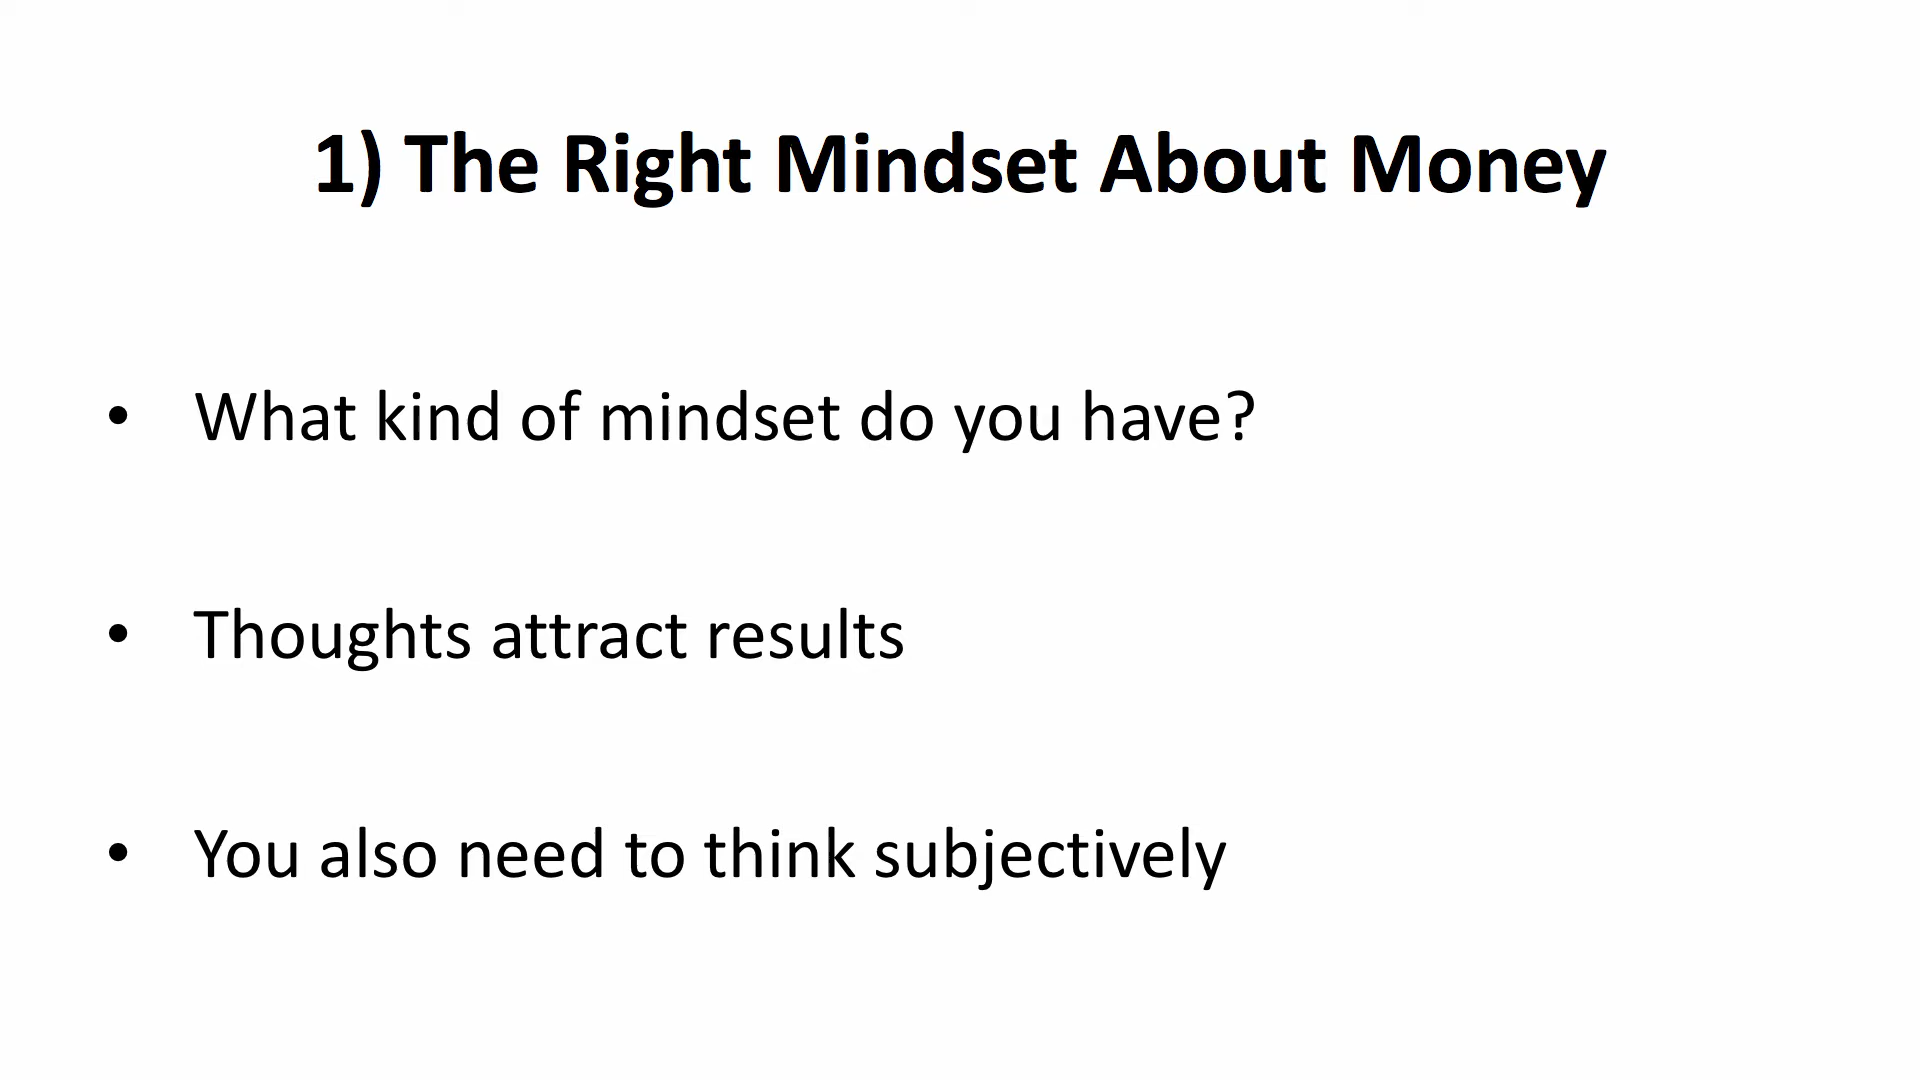 1) The Right Mindset About Money
• What kind of mindset do you have?
• Thoughts attract results
• You also need to think subjectively